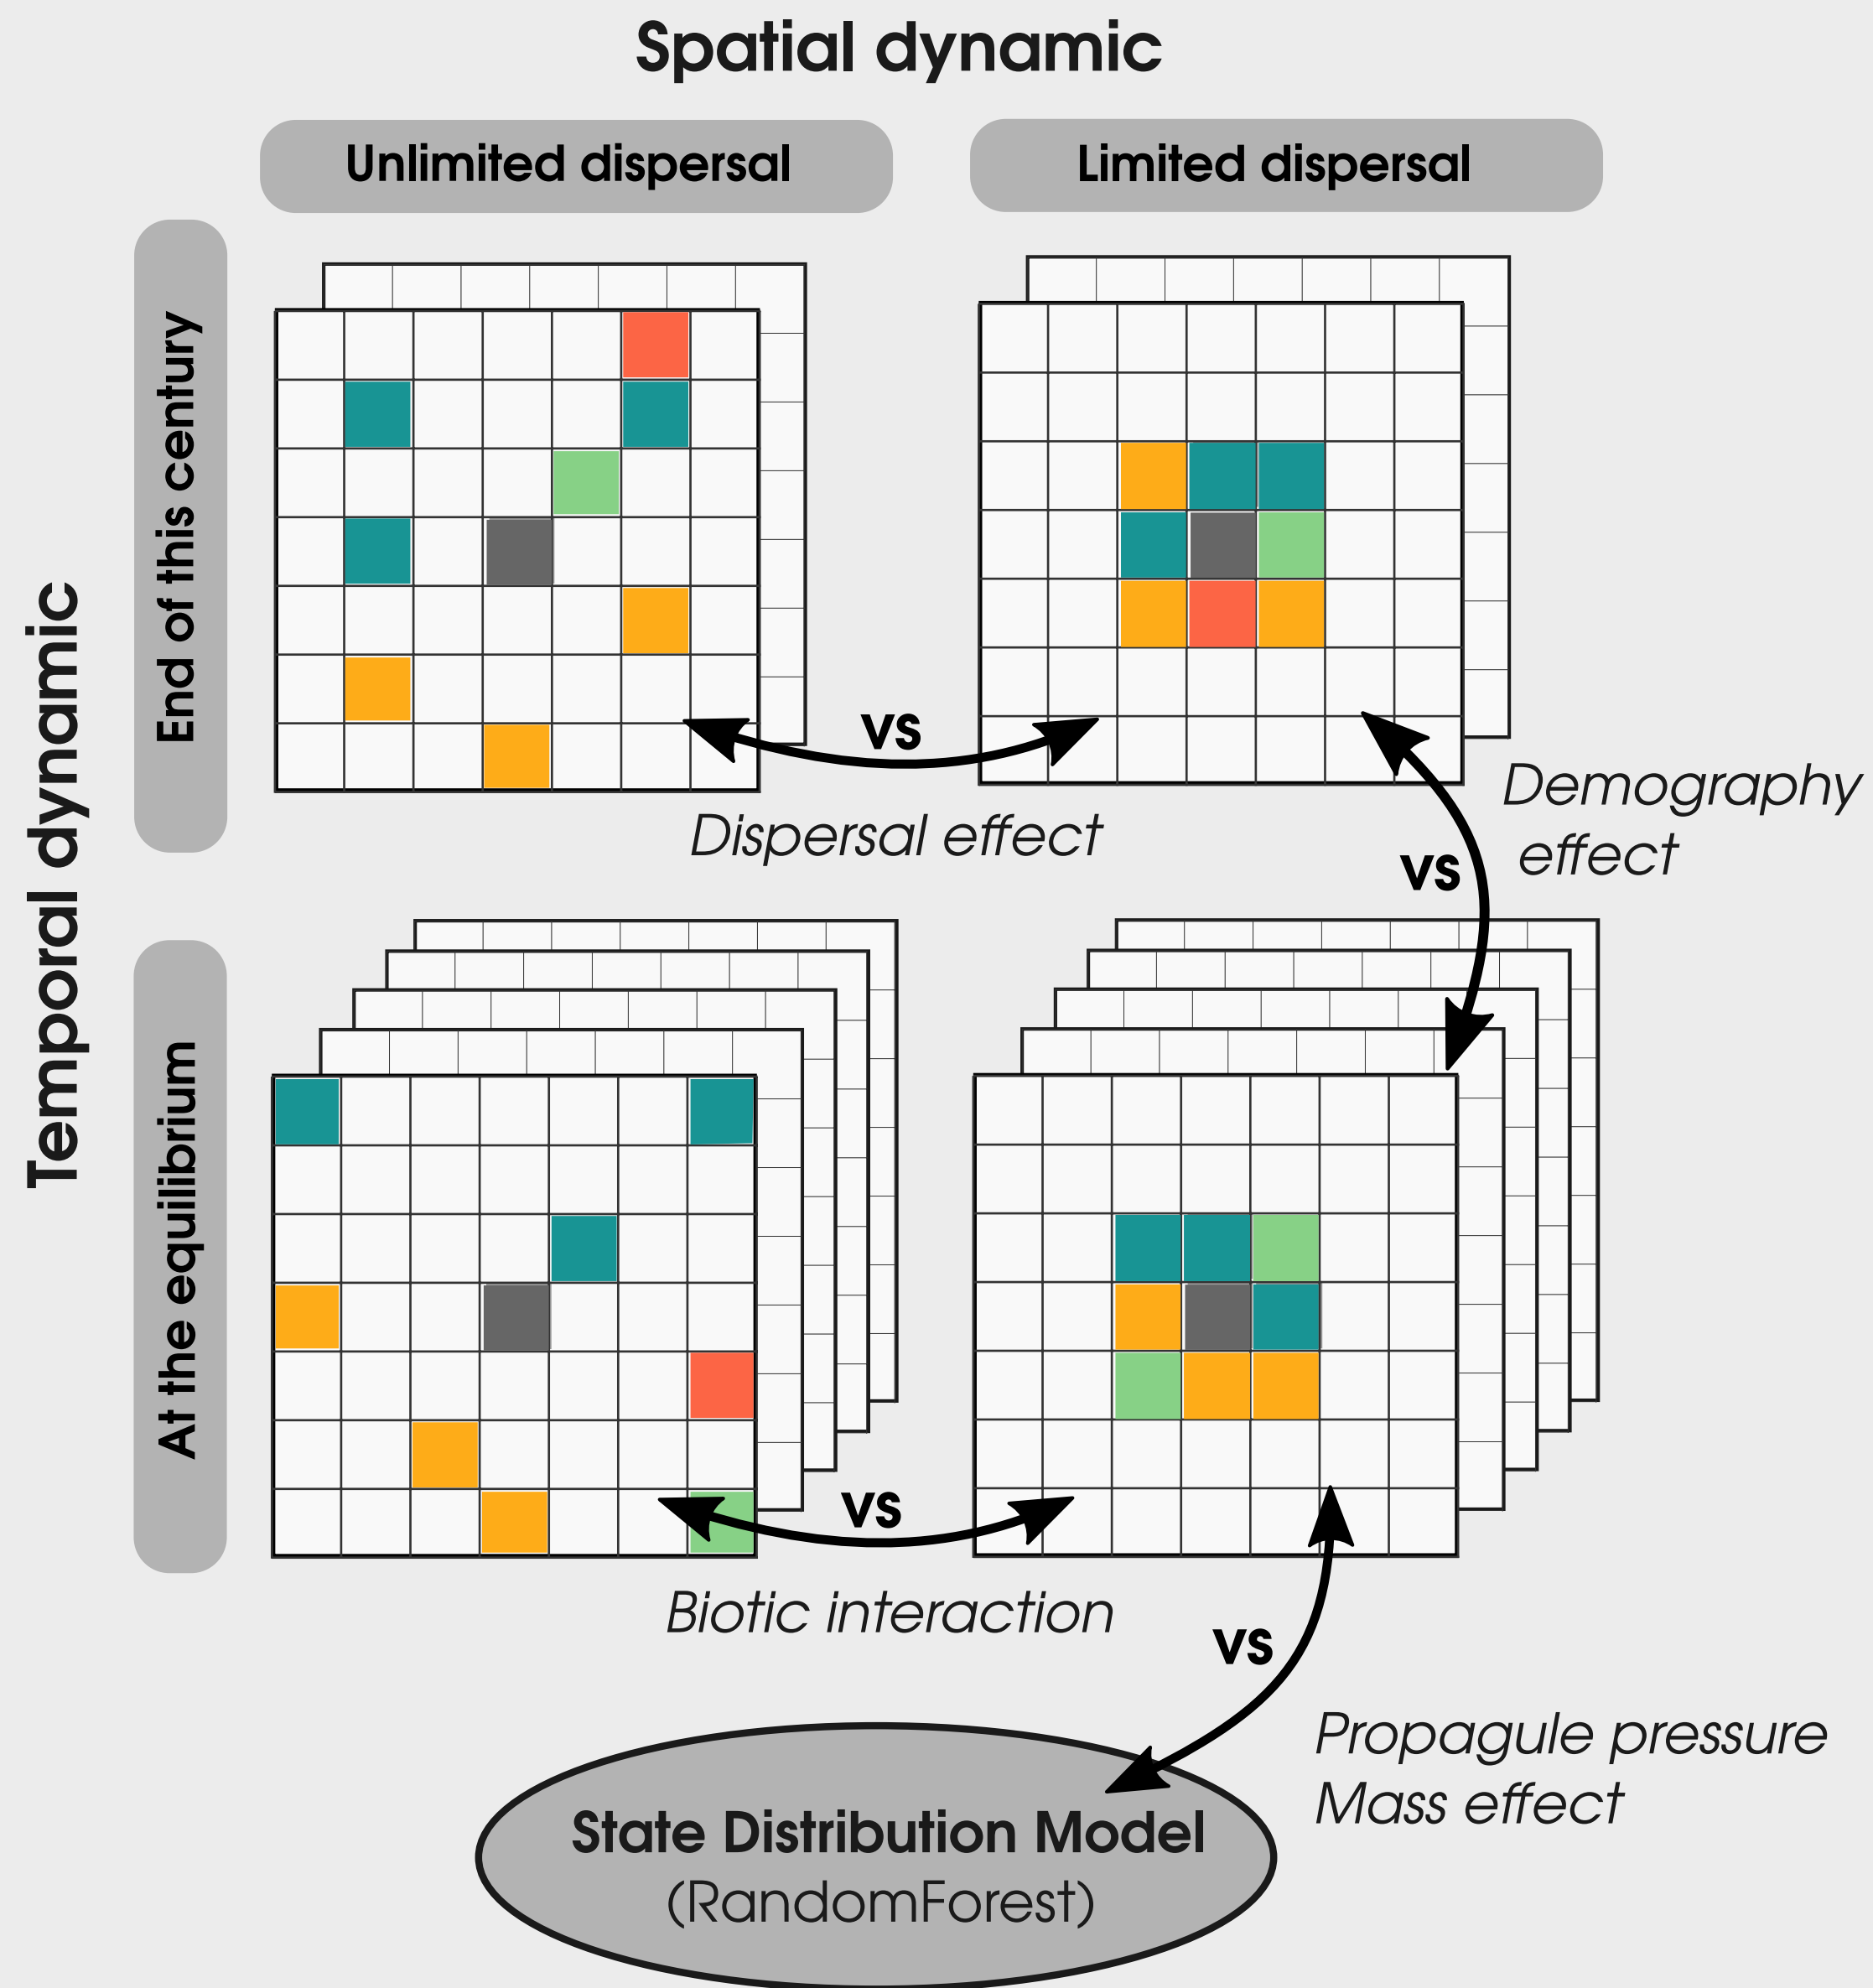 Spatial dynamic
Unlimited dispersal
Limited dispersal
Temporal dynamic
End of this century
vs
Dispersal effect
Demography
effect
vs
At the equilibrium
vs
Biotic interaction
vs
Propagule pressure
Mass effect
State Distribution Model
(RandomForest)